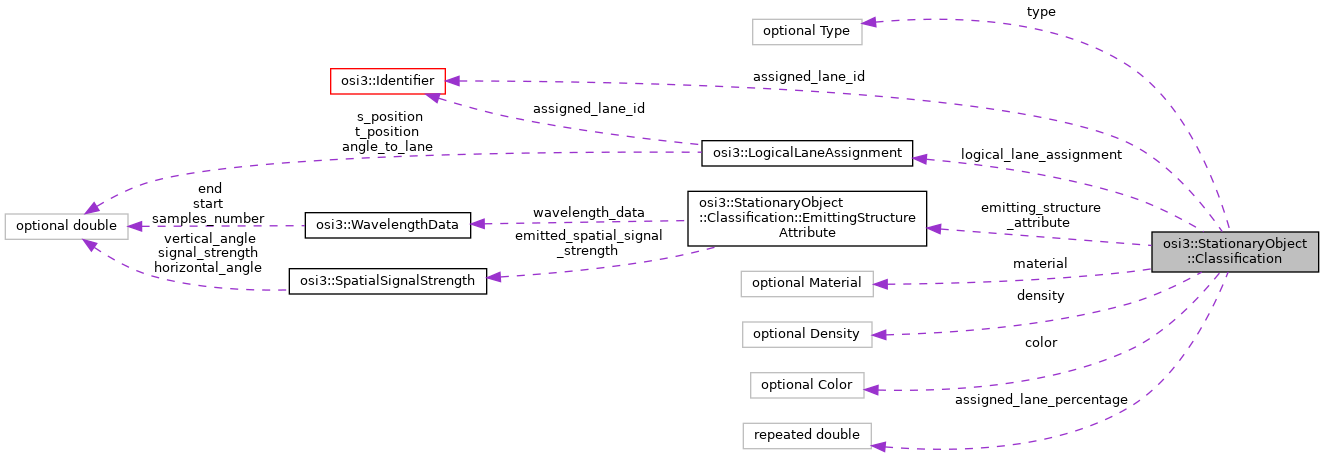 type
optional Type
osi3::Identifier
assigned_lane_id
assigned_lane_id
s_position
t_position
angle_to_lane
osi3::LogicalLaneAssignment
logical_lane_assignment
end
start
samples_number
optional double
osi3::WavelengthData
wavelength_data
osi3::StationaryObject
::Classification::EmittingStructure
Attribute
emitting_structure
_attribute
vertical_angle
signal_strength
horizontal_angle
osi3::SpatialSignalStrength
emitted_spatial_signal
_strength
osi3::StationaryObject
::Classification
material
optional Material
density
optional Density
color
optional Color
assigned_lane_percentage
repeated double